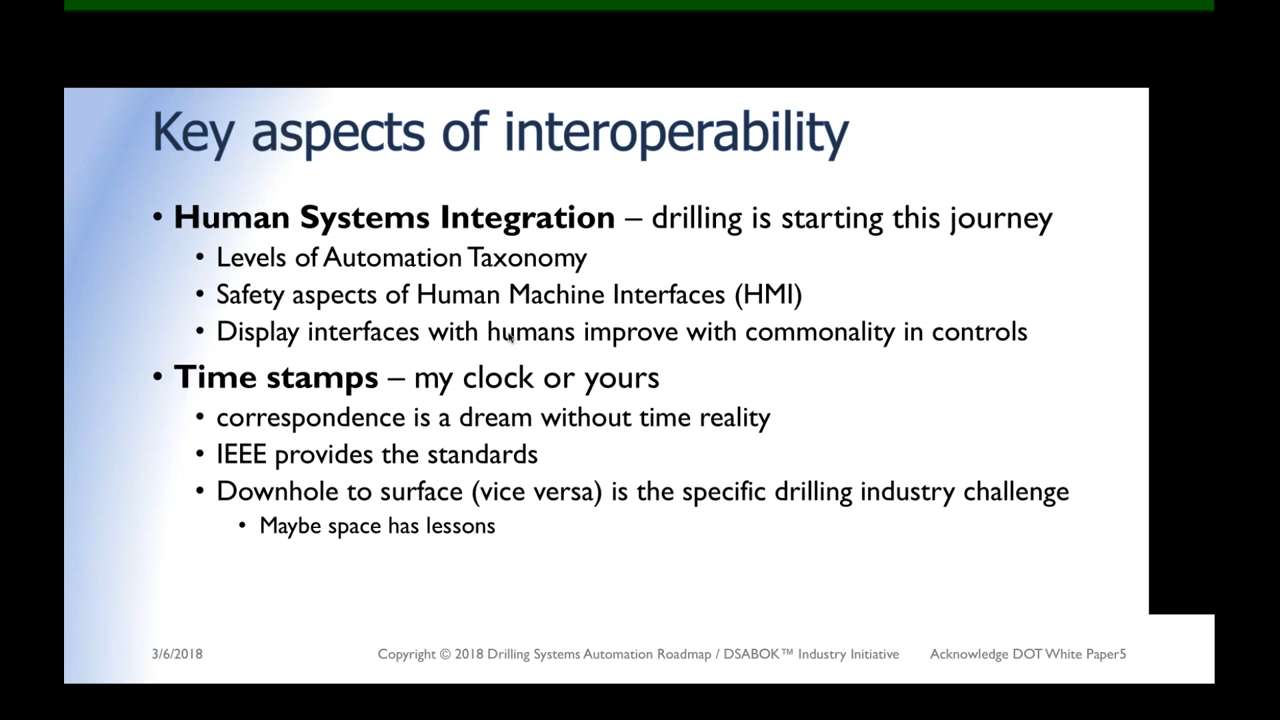 Key aspects of interoperability
• Human Systems Integration – drilling is starting this journey
• Levels of Automation Taxonomy
• Safety aspects of Human Machine Interfaces (HMI)
• Display interfaces with humans improve with commonality in controls
• Time stamps – my clock or yours
• correspondence is a dream without time reality
• IEEE provides the standards
• Downhole to surface (vice versa) is the specific drilling industry challenge
• Maybe space has lessons
3/6/2018 Copyright © 2018 Drilling Systems Automation Roadmap / DSABOK™ Industry Initiative Acknowledge DOT White Paper5